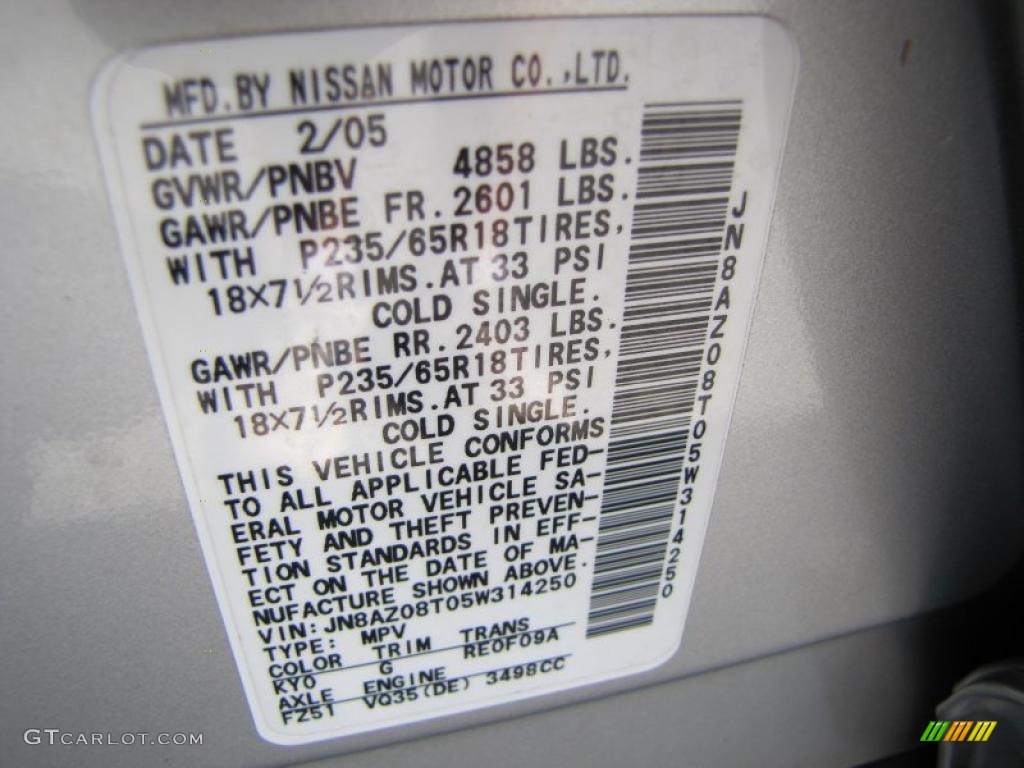 MFD.BY NISSAN MOTOR CO.,LTD.
DATE 2/05
GVWR/PNBV 4858 LBS.
GAWR/PNBE FR.2601 LBS.
WITH P235/65R18TIRES,
18X7 1/2RIMS.AT 33 PSI
COLD SINGLE.
GAWR/PNBE RR.2403 LBS.
WITH P235/65R18TIRES,
18X7 1/2RIMS.AT 33 PSI
COLD SINGLE.
THIS VEHICLE CONFORMS
TO ALL APPLICABLE FED-
ERAL MOTOR VEHICLE SA-
FETY AND THEFT PREVEN-
TION STANDARDS IN EFF-
ECT ON THE DATE OF MA-
NUFACTURE SHOWN ABOVE.
VIN:JN8AZ08T05W314250
TYPE: MPV
COLOR TRIM TRANS
KY0 G RE0F09A
AXLE ENGINE
FZ51 VQ35(DE) 3498CC
JN8AZ08T05W314250
GTCARLOT.COM